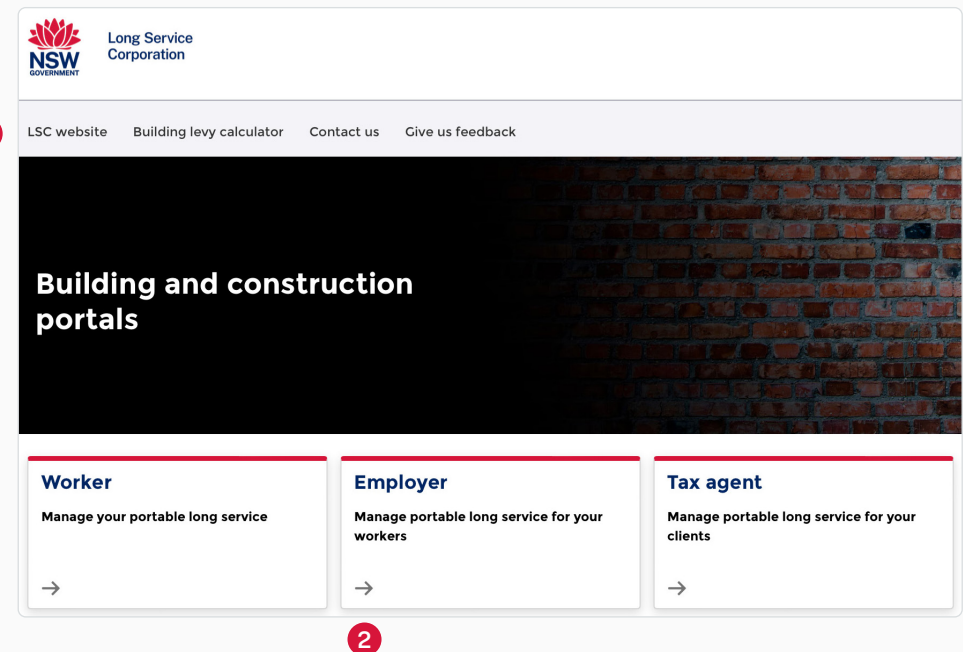 NSW
GOVERNMENT
Long Service
Corporation
LSC website Building levy calculator Contact us Give us feedback
Building and construction
portals
Worker
Manage your portable long service
Employer
Manage portable long service for your
workers
Tax agent
Manage portable long service for your
clients
2